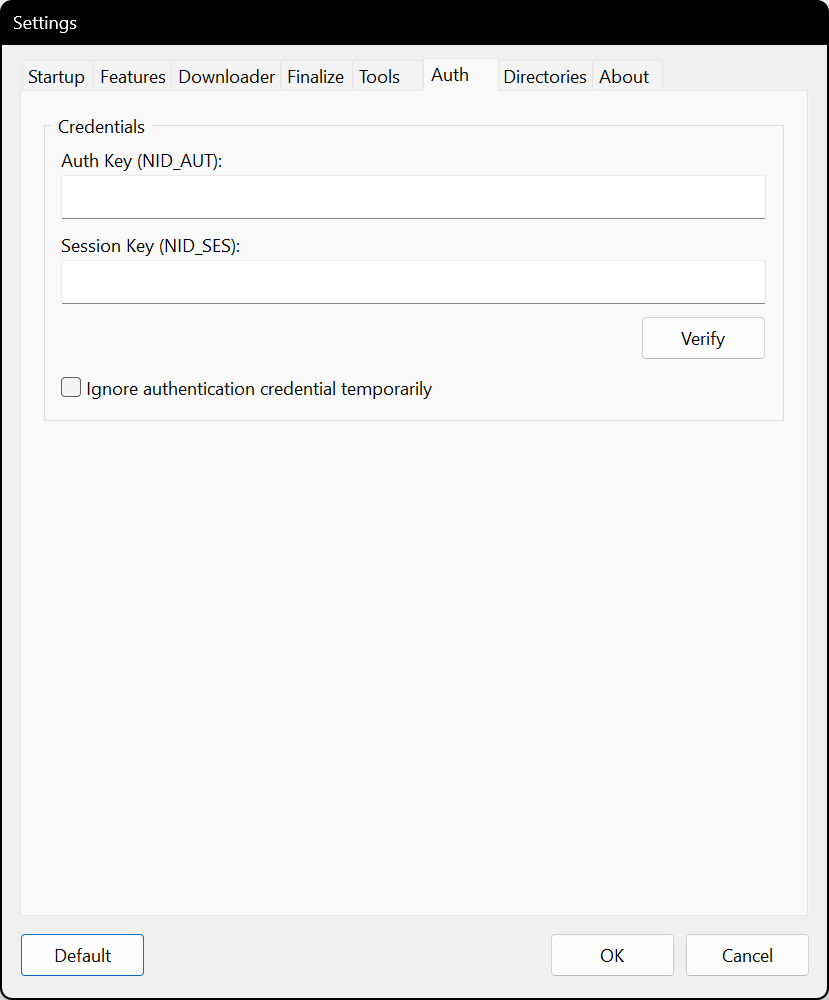 Settings
Startup Features Downloader Finalize Tools Auth Directories About
Credentials
Auth Key (NID_AUT):
Session Key (NID_SES):
Verify
Ignore authentication credential temporarily
Default OK Cancel